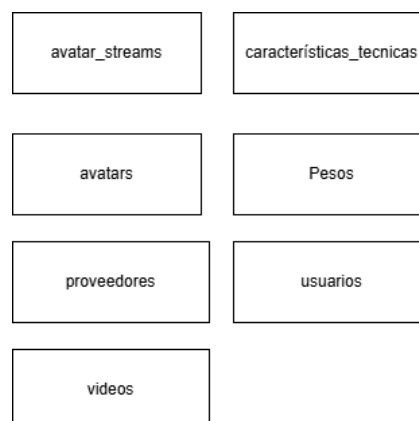 avatar_streams
características_tecnicas
avatars
Pesos
proveedores
usuarios
videos